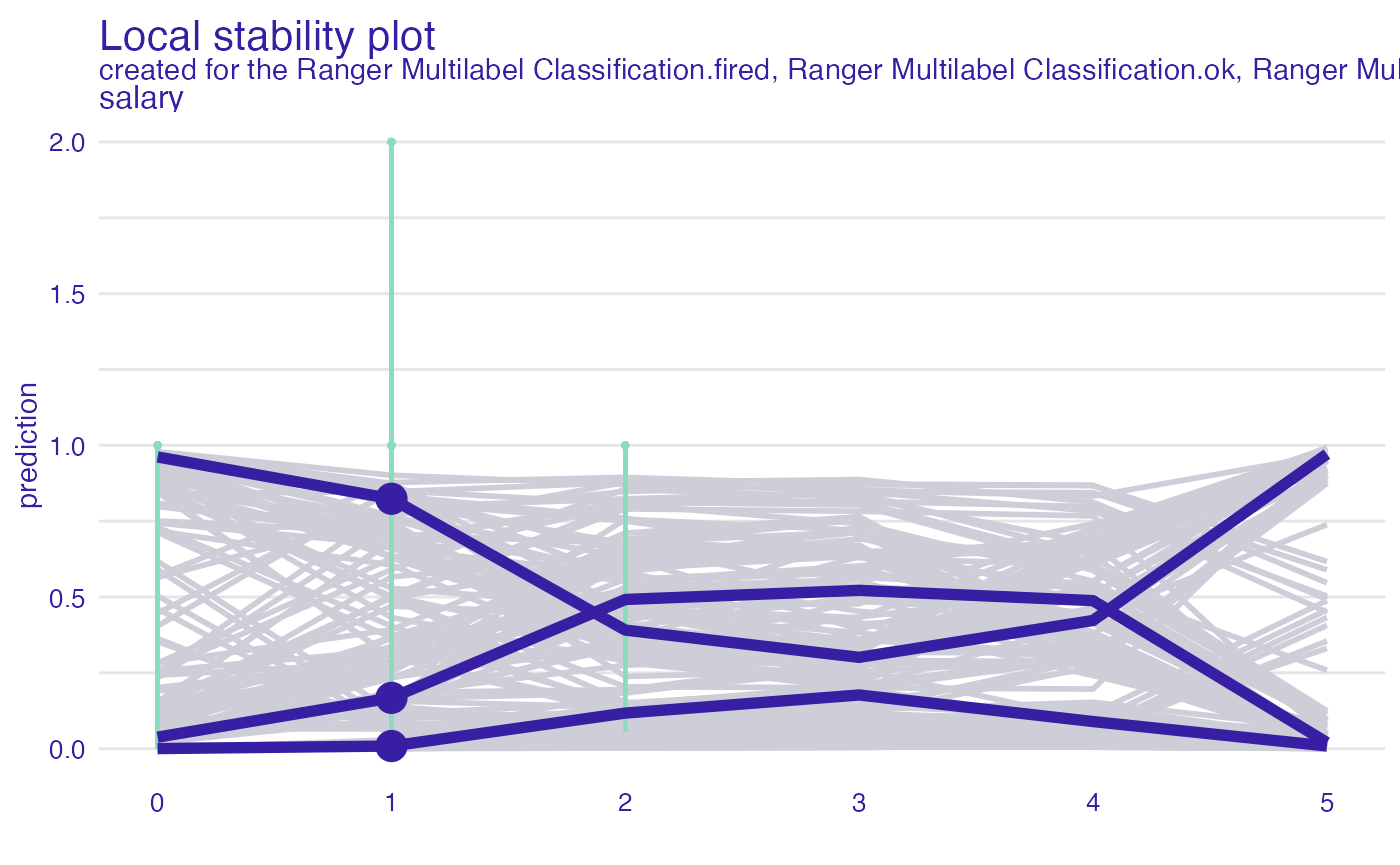 Local stability plot
created for the Ranger Multilabel Classification.fired, Ranger Multilabel Classification.ok, Ranger Mul
salary
2.0
1.5
prediction
1.0
0.5
0.0
0 1 2 3 4 5